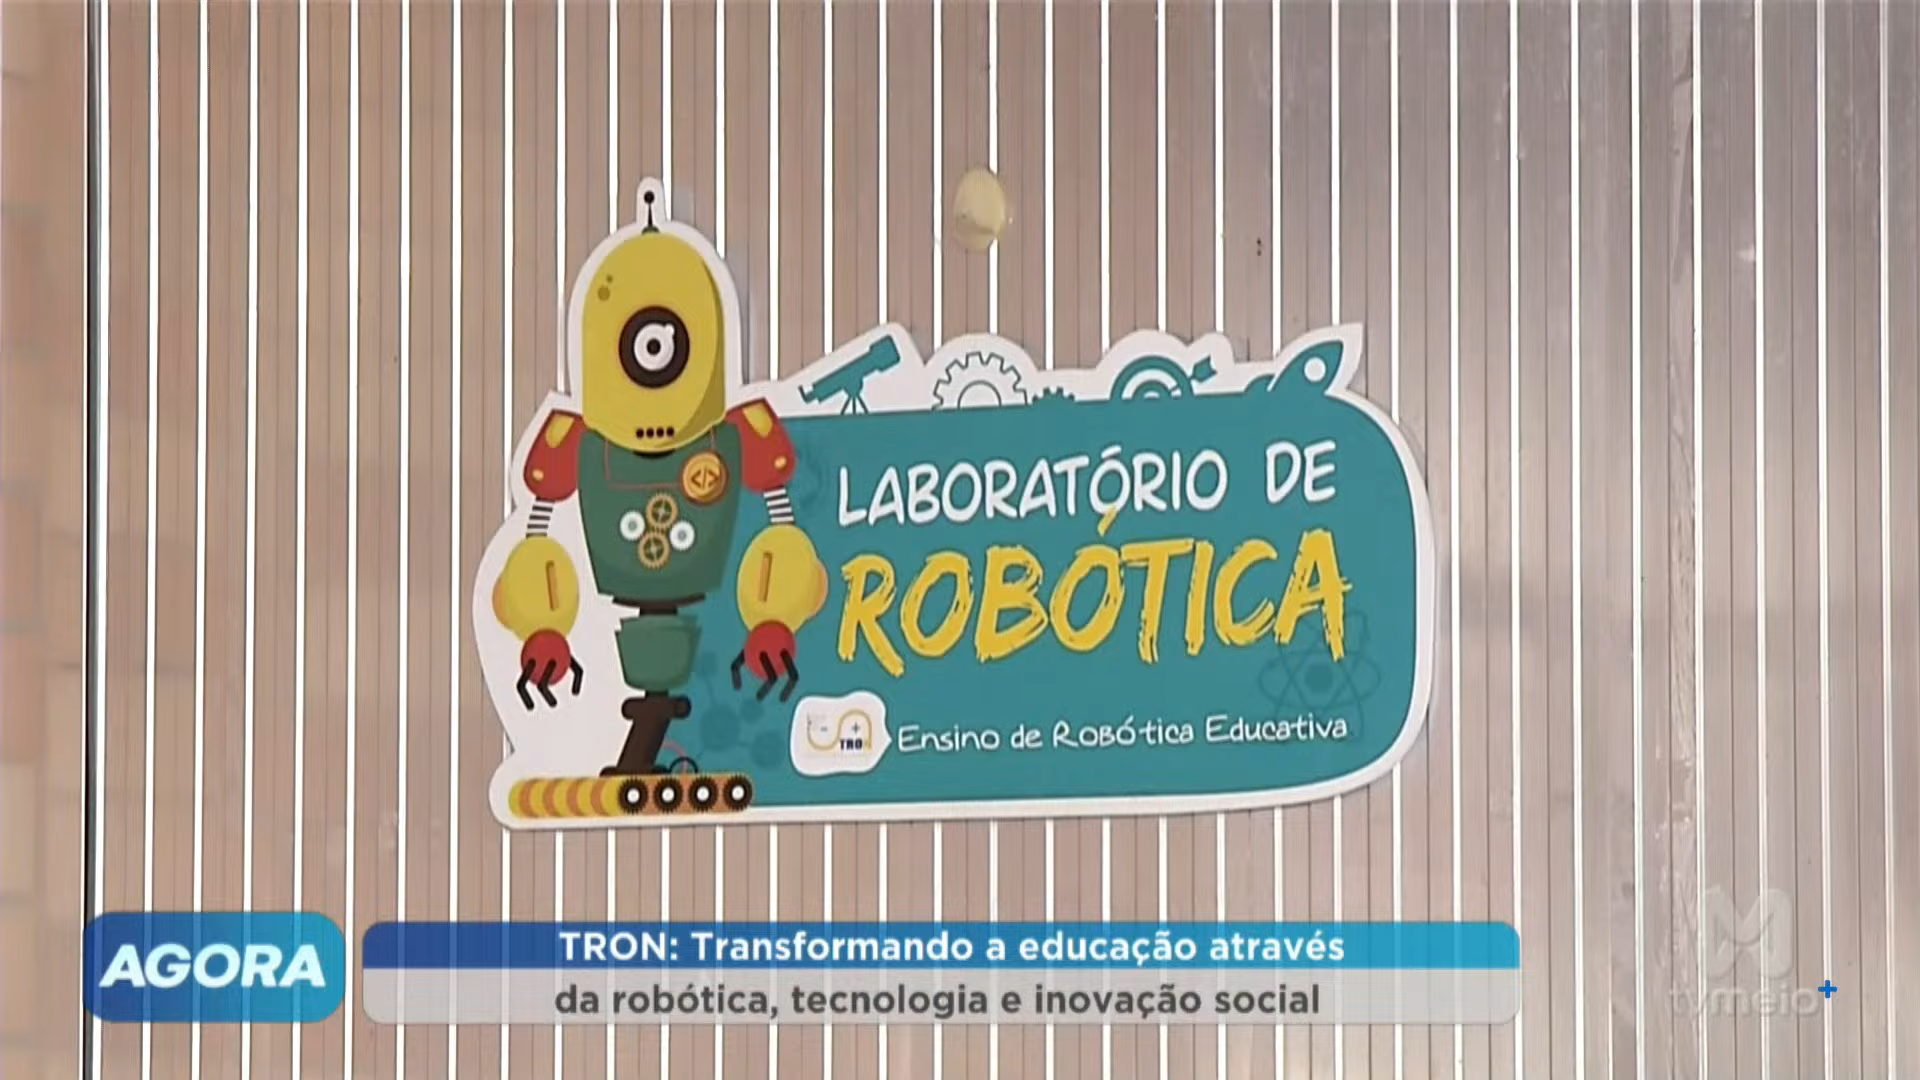 LABORATÓRIO DE
ROBÓTICA
TRON
Ensino de Robótica Educativa
AGORA
TRON: Transformando a educação através
da robótica, tecnologia e inovação social
tvmeio+